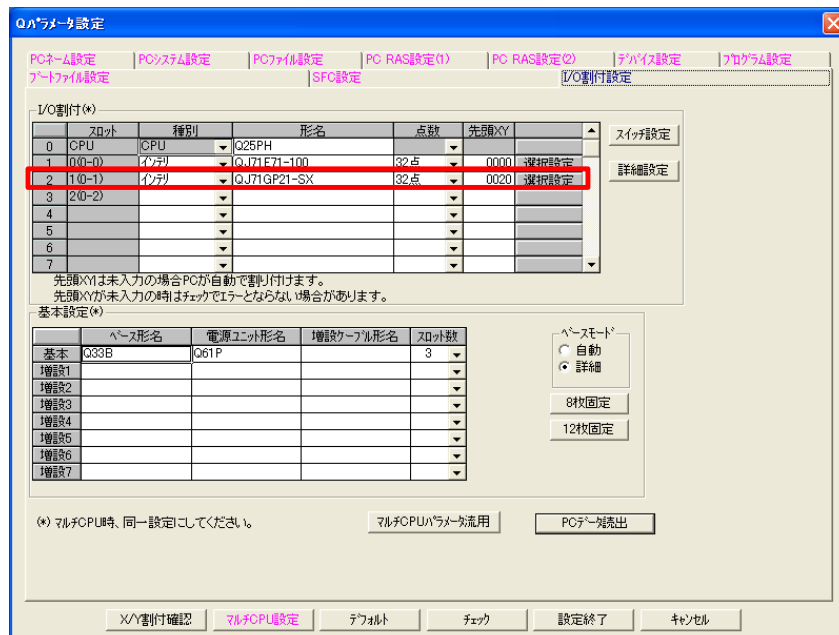 Qパラメータ設定
PCネーム設定 PCシステム設定 PCファイル設定 PC RAS設定(1) PC RAS設定(2) デバイス設定 プログラム設定
ブートファイル設定 SFC設定 I/O割付設定
I/O割付(*)
スロット 種別 形名 点数 先頭XY
スイッチ設定
0 CPU CPU Q25PH
1 0(0-0) インテリ QJ71E71-100 32点 0000 選択設定
詳細設定
2 1(0-1) インテリ QJ71GP21-SX 32点 0020 選択設定
3 2(0-2)
4
5
6
7
先頭XYは未入力の場合PCが自動で割り付けます。
先頭XYが未入力の時はチェックでエラーとならない場合があります。
基本設定(*)
ベース形名 電源ユニット形名 増設ケーブル形名 スロット数
ベースモード
基本 Q33B Q61P 3
自動
増設1
詳細
増設2
増設3
8枚固定
増設4
12枚固定
増設5
増設6
増設7
(*) マルチCPU時、同一設定にしてください。
マルチCPUパラメータ流用
PCデータ読出
X/Y割付確認 マルチCPU設定 デフォルト チェック 設定終了 キャンセル